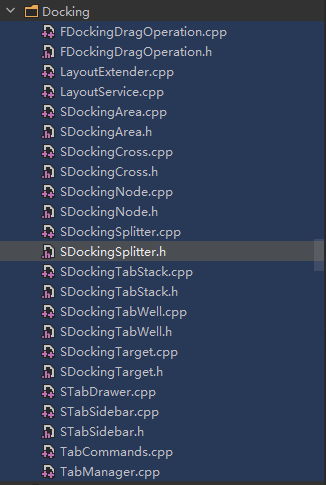 Docking
FDockingDragOperation.cpp
FDockingDragOperation.h
LayoutExtender.cpp
LayoutService.cpp
SDockingArea.cpp
SDockingArea.h
SDockingCross.cpp
SDockingCross.h
SDockingNode.cpp
SDockingNode.h
SDockingSplitter.cpp
SDockingSplitter.h
SDockingTabStack.cpp
SDockingTabStack.h
SDockingTabWell.cpp
SDockingTabWell.h
SDockingTarget.cpp
SDockingTarget.h
STabDrawer.cpp
STabSidebar.cpp
STabSidebar.h
TabCommands.cpp
TabManager.cpp